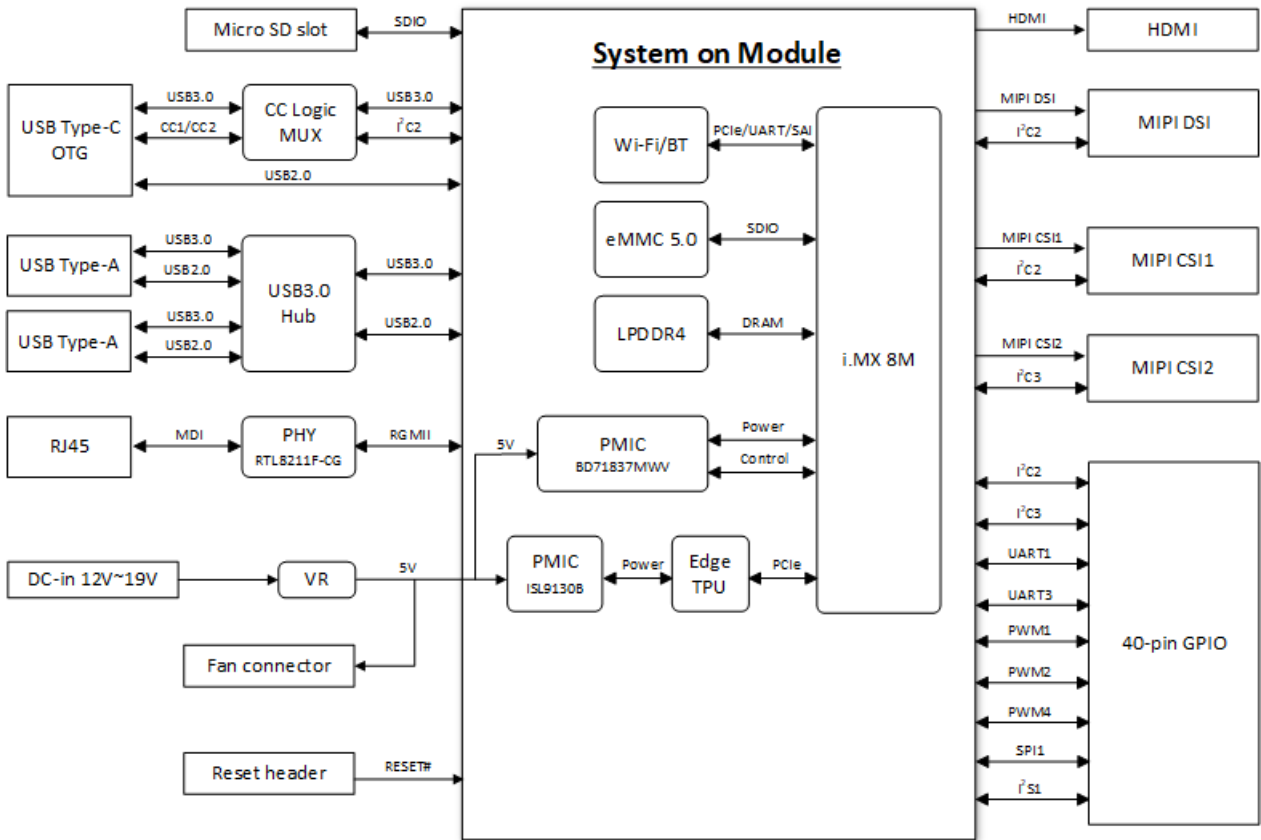 System on Module
Micro SD slot
SDIO
USB Type-C
OTG
USB3.0
CC1/CC2
CC Logic
MUX
USB3.0
I²C2
USB2.0
USB Type-A
USB3.0
USB2.0
USB Type-A
USB3.0
USB2.0
USB3.0
Hub
USB3.0
USB2.0
RJ45
MDI
PHY
RTL8211F-CG
RGMII
DC-in 12V~19V
VR
5V
5V
Fan connector
Reset header
RESET#
Wi-Fi/BT
PCIe/UART/SAI
eMMC 5.0
SDIO
LPDDR4
DRAM
i.MX 8M
PMIC
BD71837MWV
Power
Control
PMIC
ISL9130B
Power
Edge
TPU
PCIe
HDMI
HDMI
MIPI DSI
I²C2
MIPI DSI
MIPI CSI1
I²C2
MIPI CSI1
MIPI CSI2
I²C3
MIPI CSI2
I²C2
I²C3
UART1
UART3
PWM1
PWM2
PWM4
SPI1
I²S1
40-pin GPIO